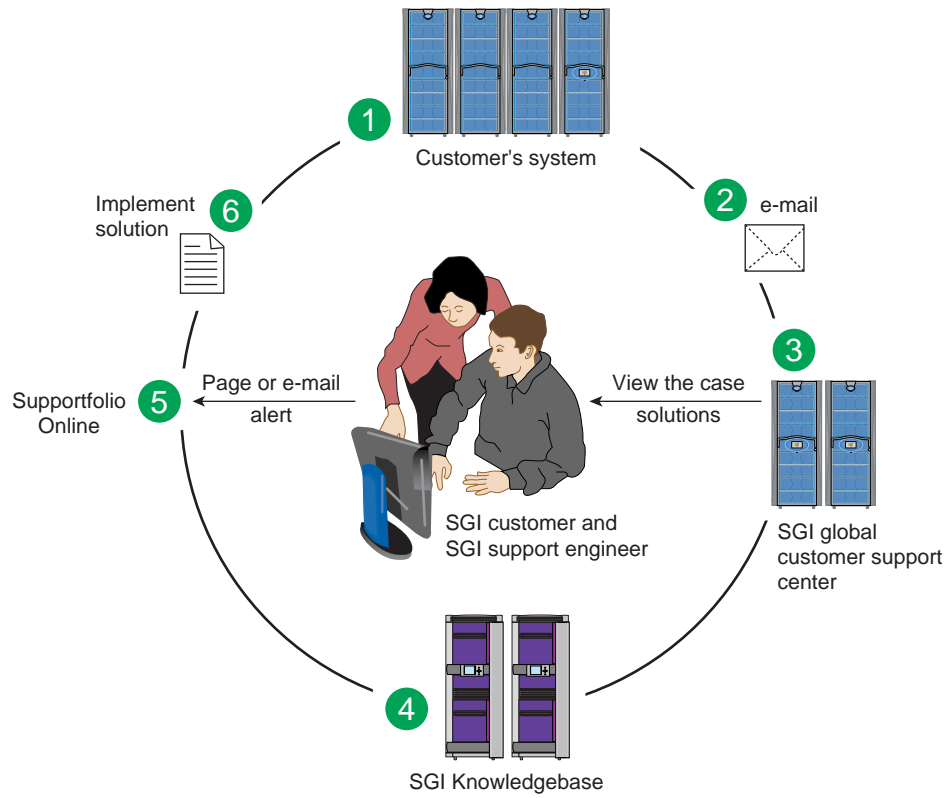 1
Customer's system
2
e-mail
Implement
solution
6
3
Supportfolio
Online
5
Page or e-mail
alert
View the case
solutions
SGI customer and
SGI support engineer
SGI global
customer support
center
4
SGI Knowledgebase